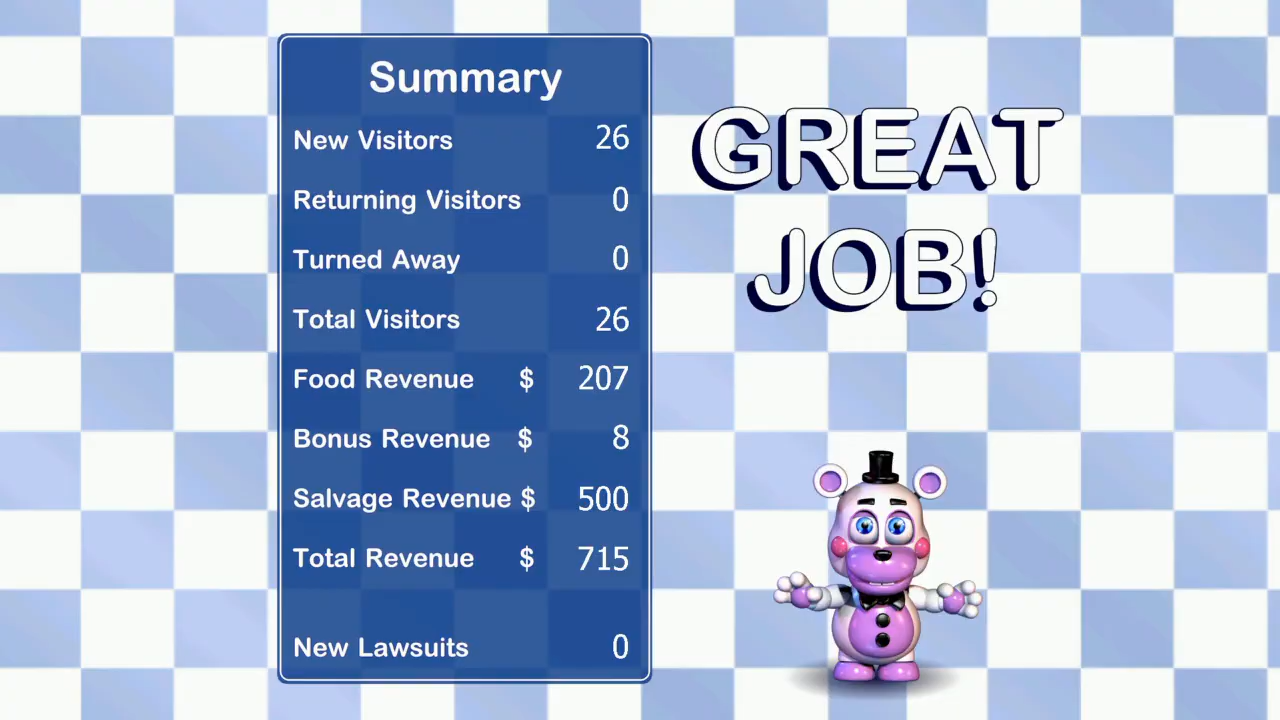 Summary
New Visitors 26
Returning Visitors 0
Turned Away 0
Total Visitors 26
Food Revenue $ 207
Bonus Revenue $ 8
Salvage Revenue $ 500
Total Revenue $ 715
New Lawsuits 0
GREAT
JOB!